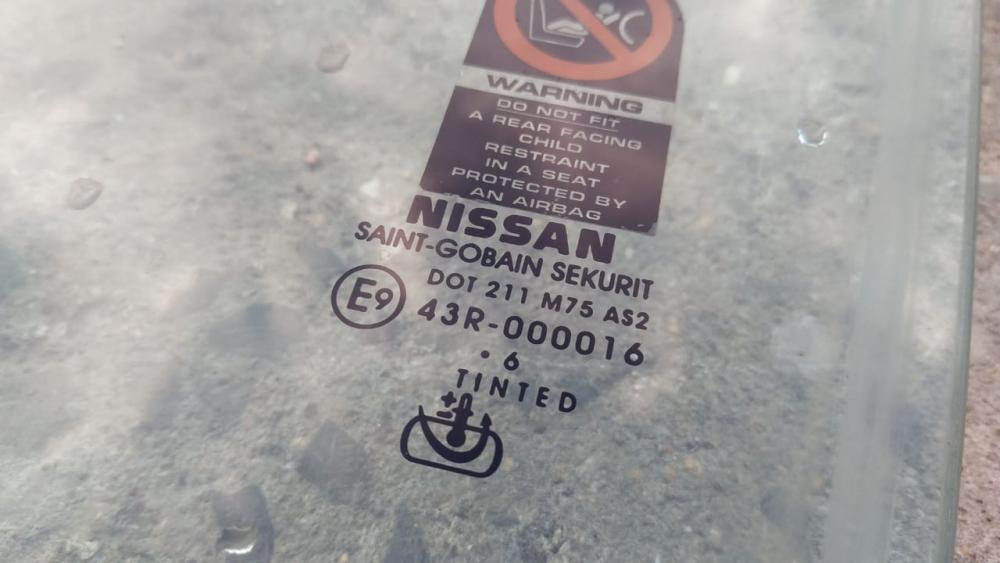 WARNING
DO NOT FIT
A REAR FACING
CHILD
RESTRAINT
IN A SEAT
PROTECTED BY
AN AIRBAG
NISSAN
SAINT-GOBAIN SEKURIT
DOT 211 M75 AS2
E9 43R-000016
• 6
TINTED